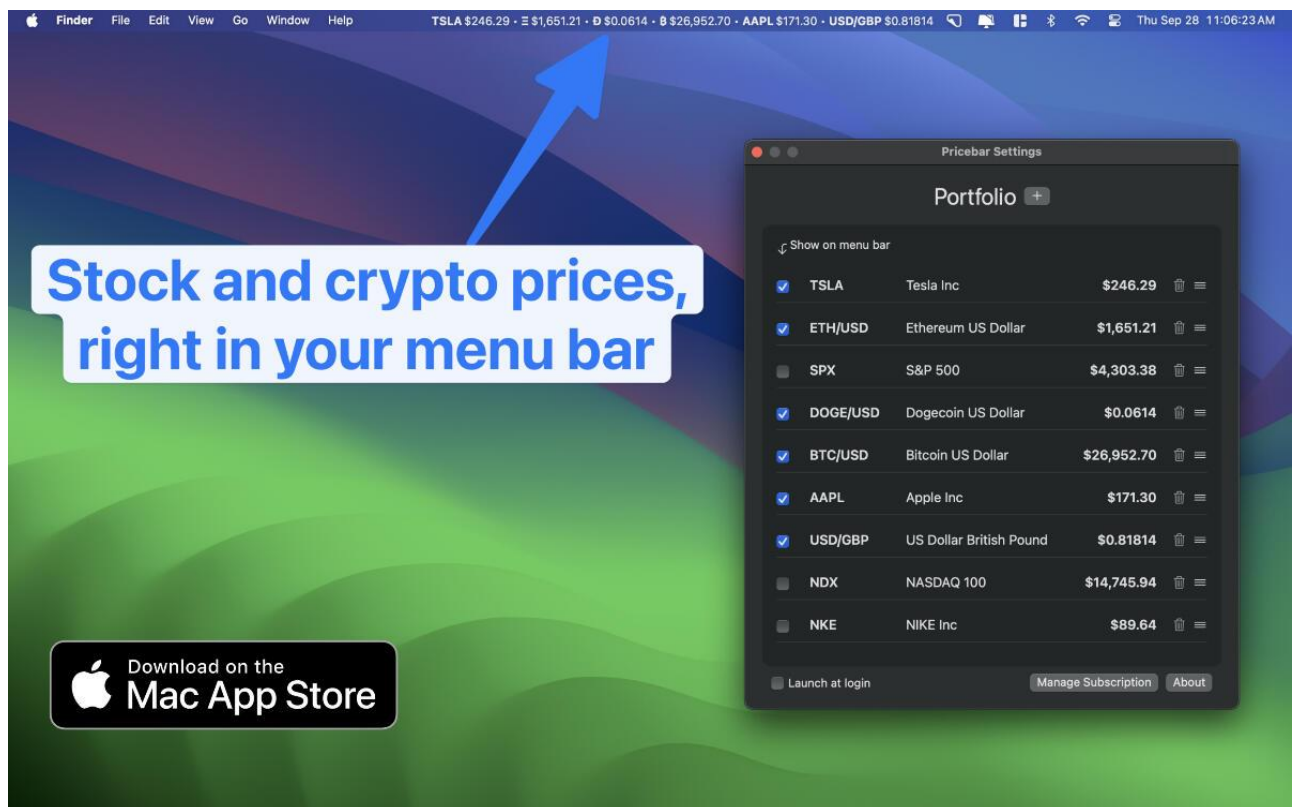 Finder File Edit View Go Window Help TSLA $246.29 · Ξ $1,651.21 · Ð $0.0614 · ₿ $26,952.70 · AAPL $171.30 · USD/GBP $0.81814 Thu Sep 28 11:06:23 AM
Stock and crypto prices,
right in your menu bar
Download on the
Mac App Store
Pricebar Settings
Portfolio +
Show on menu bar
TSLA Tesla Inc $246.29
ETH/USD Ethereum US Dollar $1,651.21
SPX S&P 500 $4,303.38
DOGE/USD Dogecoin US Dollar $0.0614
BTC/USD Bitcoin US Dollar $26,952.70
AAPL Apple Inc $171.30
USD/GBP US Dollar British Pound $0.81814
NDX NASDAQ 100 $14,745.94
NKE NIKE Inc $89.64
Launch at login Manage Subscription About